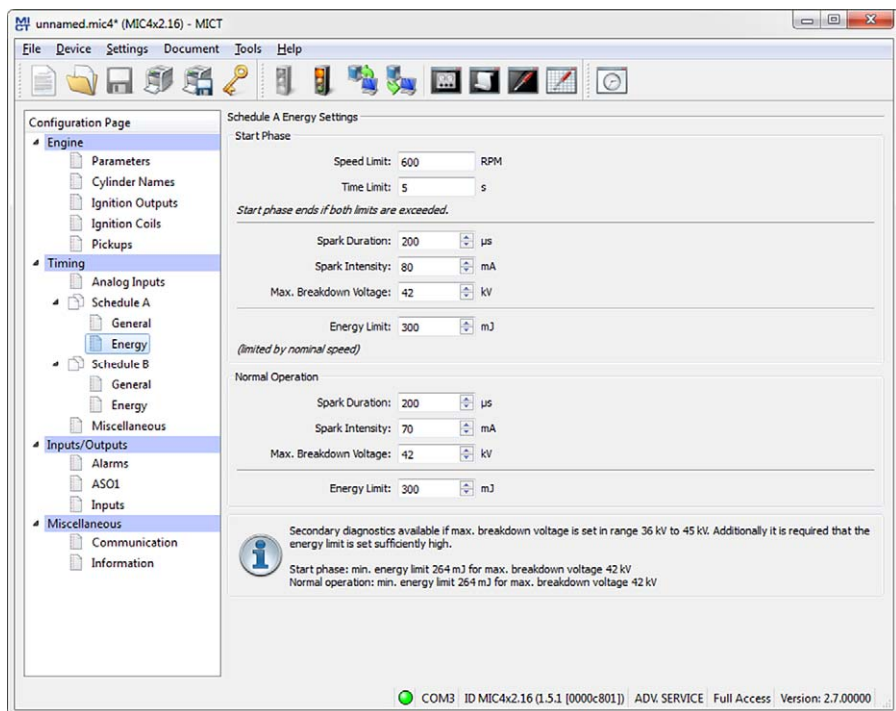 MICT
unnamed.mic4* (MIC4x2.16) - MICT
File Device Settings Document Tools Help
Configuration Page
Engine
Parameters
Cylinder Names
Ignition Outputs
Ignition Coils
Pickups
Timing
Analog Inputs
Schedule A
General
Energy
Schedule B
General
Energy
Miscellaneous
Inputs/Outputs
Alarms
ASO1
Inputs
Miscellaneous
Communication
Information
Schedule A Energy Settings
Start Phase
Speed Limit: 600 RPM
Time Limit: 5 s
Start phase ends if both limits are exceeded.
Spark Duration: 200 µs
Spark Intensity: 80 mA
Max. Breakdown Voltage: 42 kV
Energy Limit: 300 mJ
(limited by nominal speed)
Normal Operation
Spark Duration: 200 µs
Spark Intensity: 70 mA
Max. Breakdown Voltage: 42 kV
Energy Limit: 300 mJ
Secondary diagnostics available if max. breakdown voltage is set in range 36 kV to 45 kV. Additionally it is required that the
energy limit is set sufficiently high.
Start phase: min. energy limit 264 mJ for max. breakdown voltage 42 kV
Normal operation: min. energy limit 264 mJ for max. breakdown voltage 42 kV
COM3 ID MIC4x2.16 (1.5.1 [0000c801]) ADV. SERVICE Full Access Version: 2.7.00000